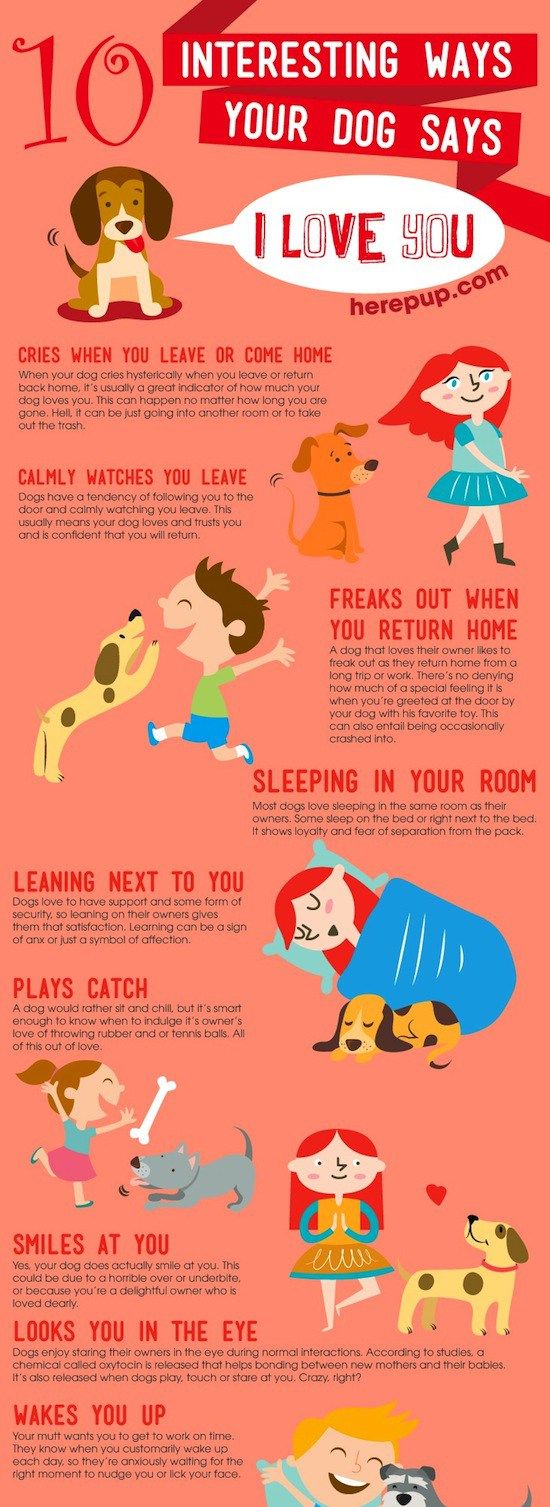 10
INTERESTING WAYS
YOUR DOG SAYS
I LOVE YOU
herepup.com
CRIES WHEN YOU LEAVE OR COME HOME
When your dog cries hysterically when you leave or return
back home, it's usually a great indicator of how much your
dog loves you. This can happen no matter how long you are
gone. Hell, it can be just going into another room or to take
out the trash.
CALMLY WATCHES YOU LEAVE
Dogs have a tendency of following you to the
door and calmly watching you leave. This
usually means your dog loves and trusts you
and is confident that you will return.
FREAKS OUT WHEN
YOU RETURN HOME
A dog that loves their owner likes to
freak out as they return home from a
long trip or work. There's no denying
how much of a special feeling it is
when you're greeted at the door by
your dog with his favorite toy. This
can also entail being occasionally
crashed into.
SLEEPING IN YOUR ROOM
Most dogs love sleeping in the same room as their
owners. Some sleep on the bed or right next to the bed.
It shows loyalty and fear of separation from the pack.
LEANING NEXT TO YOU
Dogs love to have support and some form of
security, so leaning on their owners gives
them that satisfaction. Learning can be a sign
of anx or just a symbol of affection.
PLAYS CATCH
A dog would rather sit and chill, but it's smart
enough to know when to indulge it's owner's
love of throwing rubber and or tennis balls. All
of this out of love.
SMILES AT YOU
Yes, your dog does actually smile at you. This
could be due to a horrible over or underbite,
or because you're a delightful owner who is
loved dearly.
LOOKS YOU IN THE EYE
Dogs enjoy staring their owners in the eye during normal interactions. According to studies, a
chemical called oxytocin is released that helps bonding between new mothers and their babies.
It's also released when dogs play, touch or stare at you. Crazy, right?
WAKES YOU UP
Your mutt wants you to get to work on time.
They know when you customarily wake up
each day, so they're anxiously waiting for the
right moment to nudge you or lick your face.